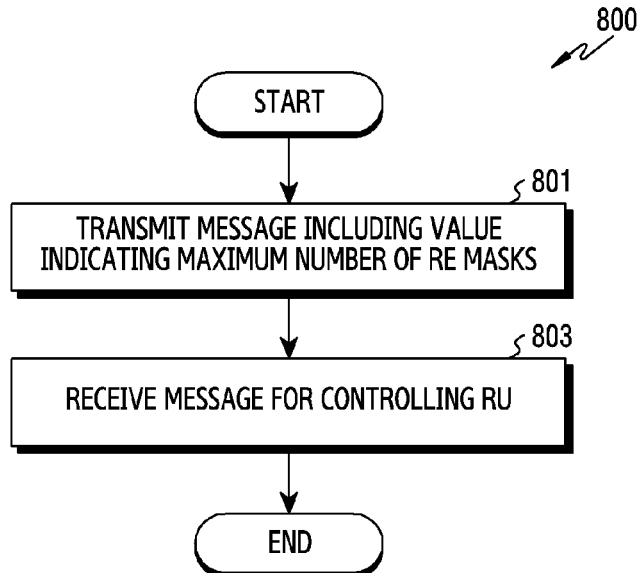 800
START
801
TRANSMIT MESSAGE INCLUDING VALUE
INDICATING MAXIMUM NUMBER OF RE MASKS
803
RECEIVE MESSAGE FOR CONTROLLING RU
END